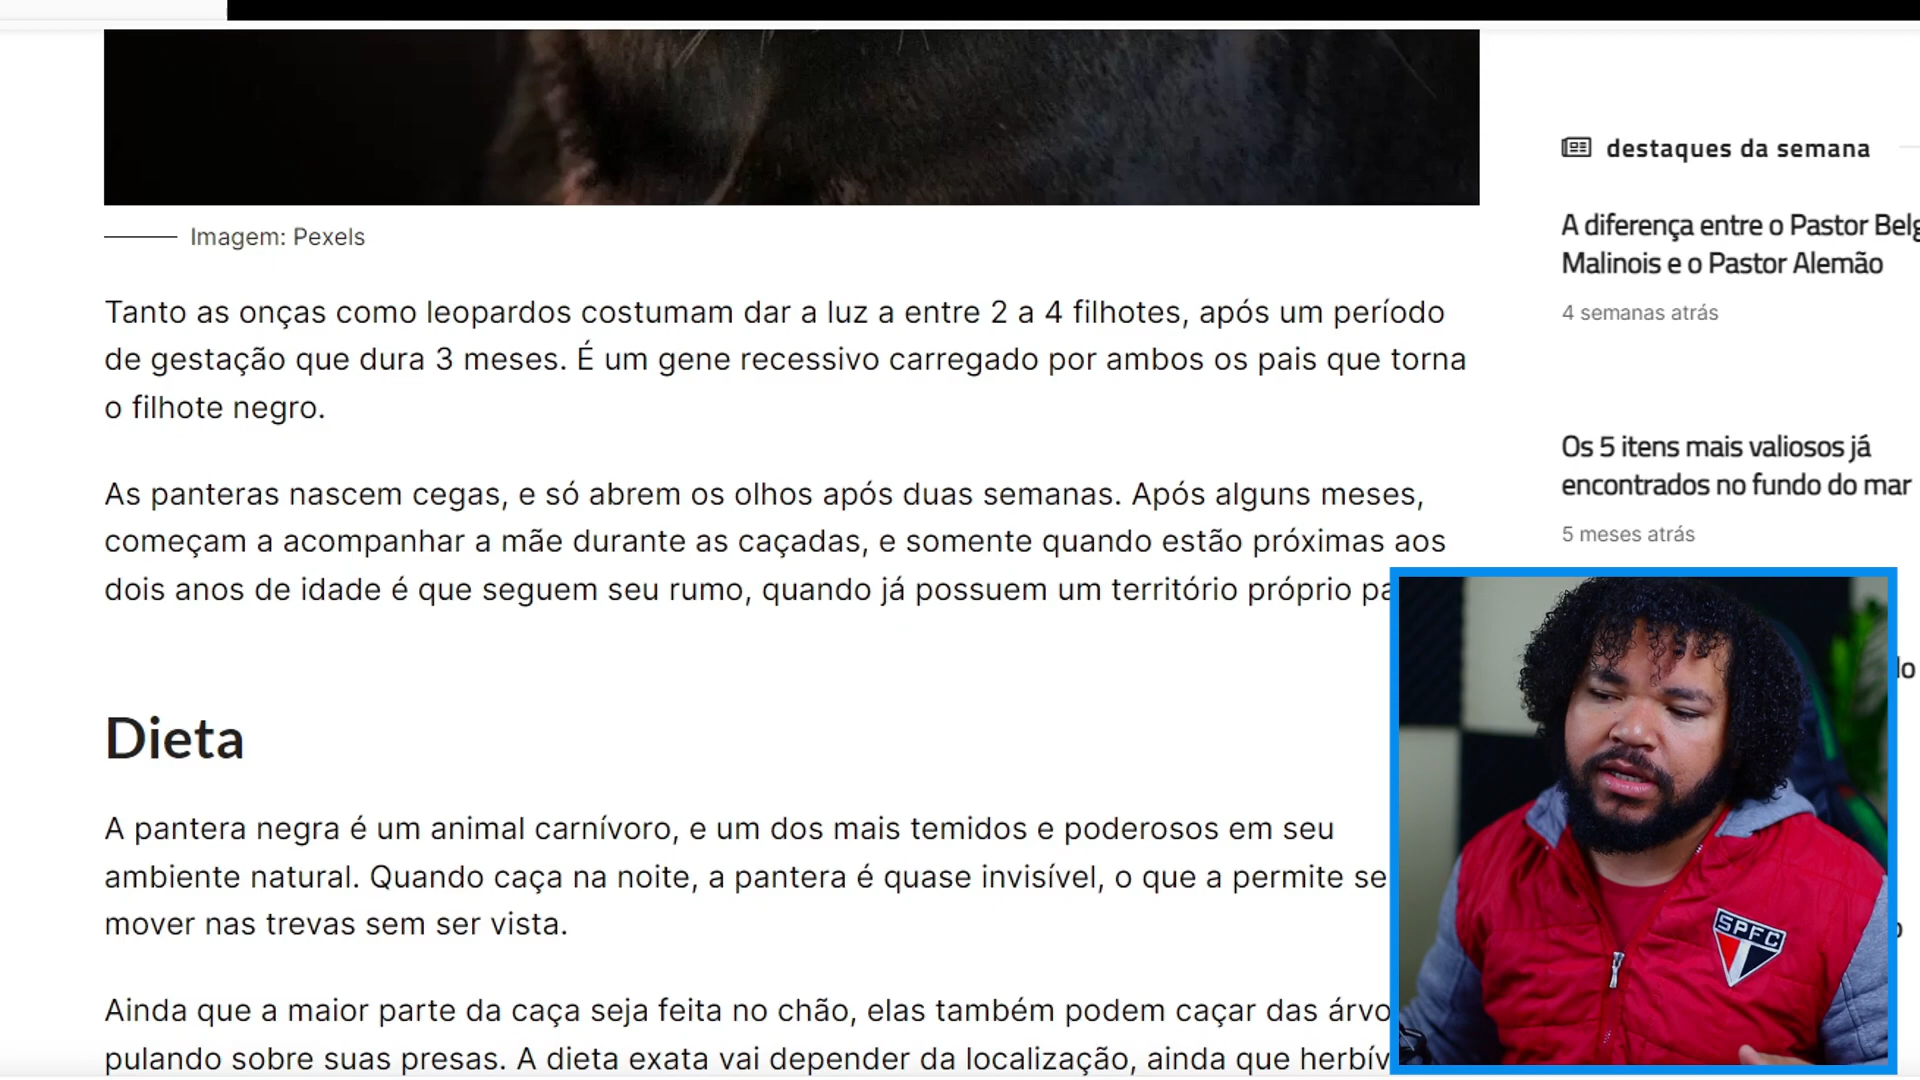 Imagem: Pexels
Tanto as onças como leopardos costumam dar a luz a entre 2 a 4 filhotes, após um período
de gestação que dura 3 meses. É um gene recessivo carregado por ambos os pais que torna
o filhote negro.
As panteras nascem cegas, e só abrem os olhos após duas semanas. Após alguns meses,
começam a acompanhar a mãe durante as caçadas, e somente quando estão próximas aos
dois anos de idade é que seguem seu rumo, quando já possuem um território próprio
Dieta
A pantera negra é um animal carnívoro, e um dos mais temidos e poderosos em seu
ambiente natural. Quando caça na noite, a pantera é quase invisível, o que a permite se
mover nas trevas sem ser vista.
Ainda que a maior parte da caça seja feita no chão, elas também podem caçar das
pulando sobre suas presas. A dieta exata vai depender da localização, ainda que
destaques da semana
A diferença entre o Pastor
Malinois e o Pastor Alemão
4 semanas atrás
Os 5 itens mais valiosos já
encontrados no fundo do mar
5 meses atrás
SPFC